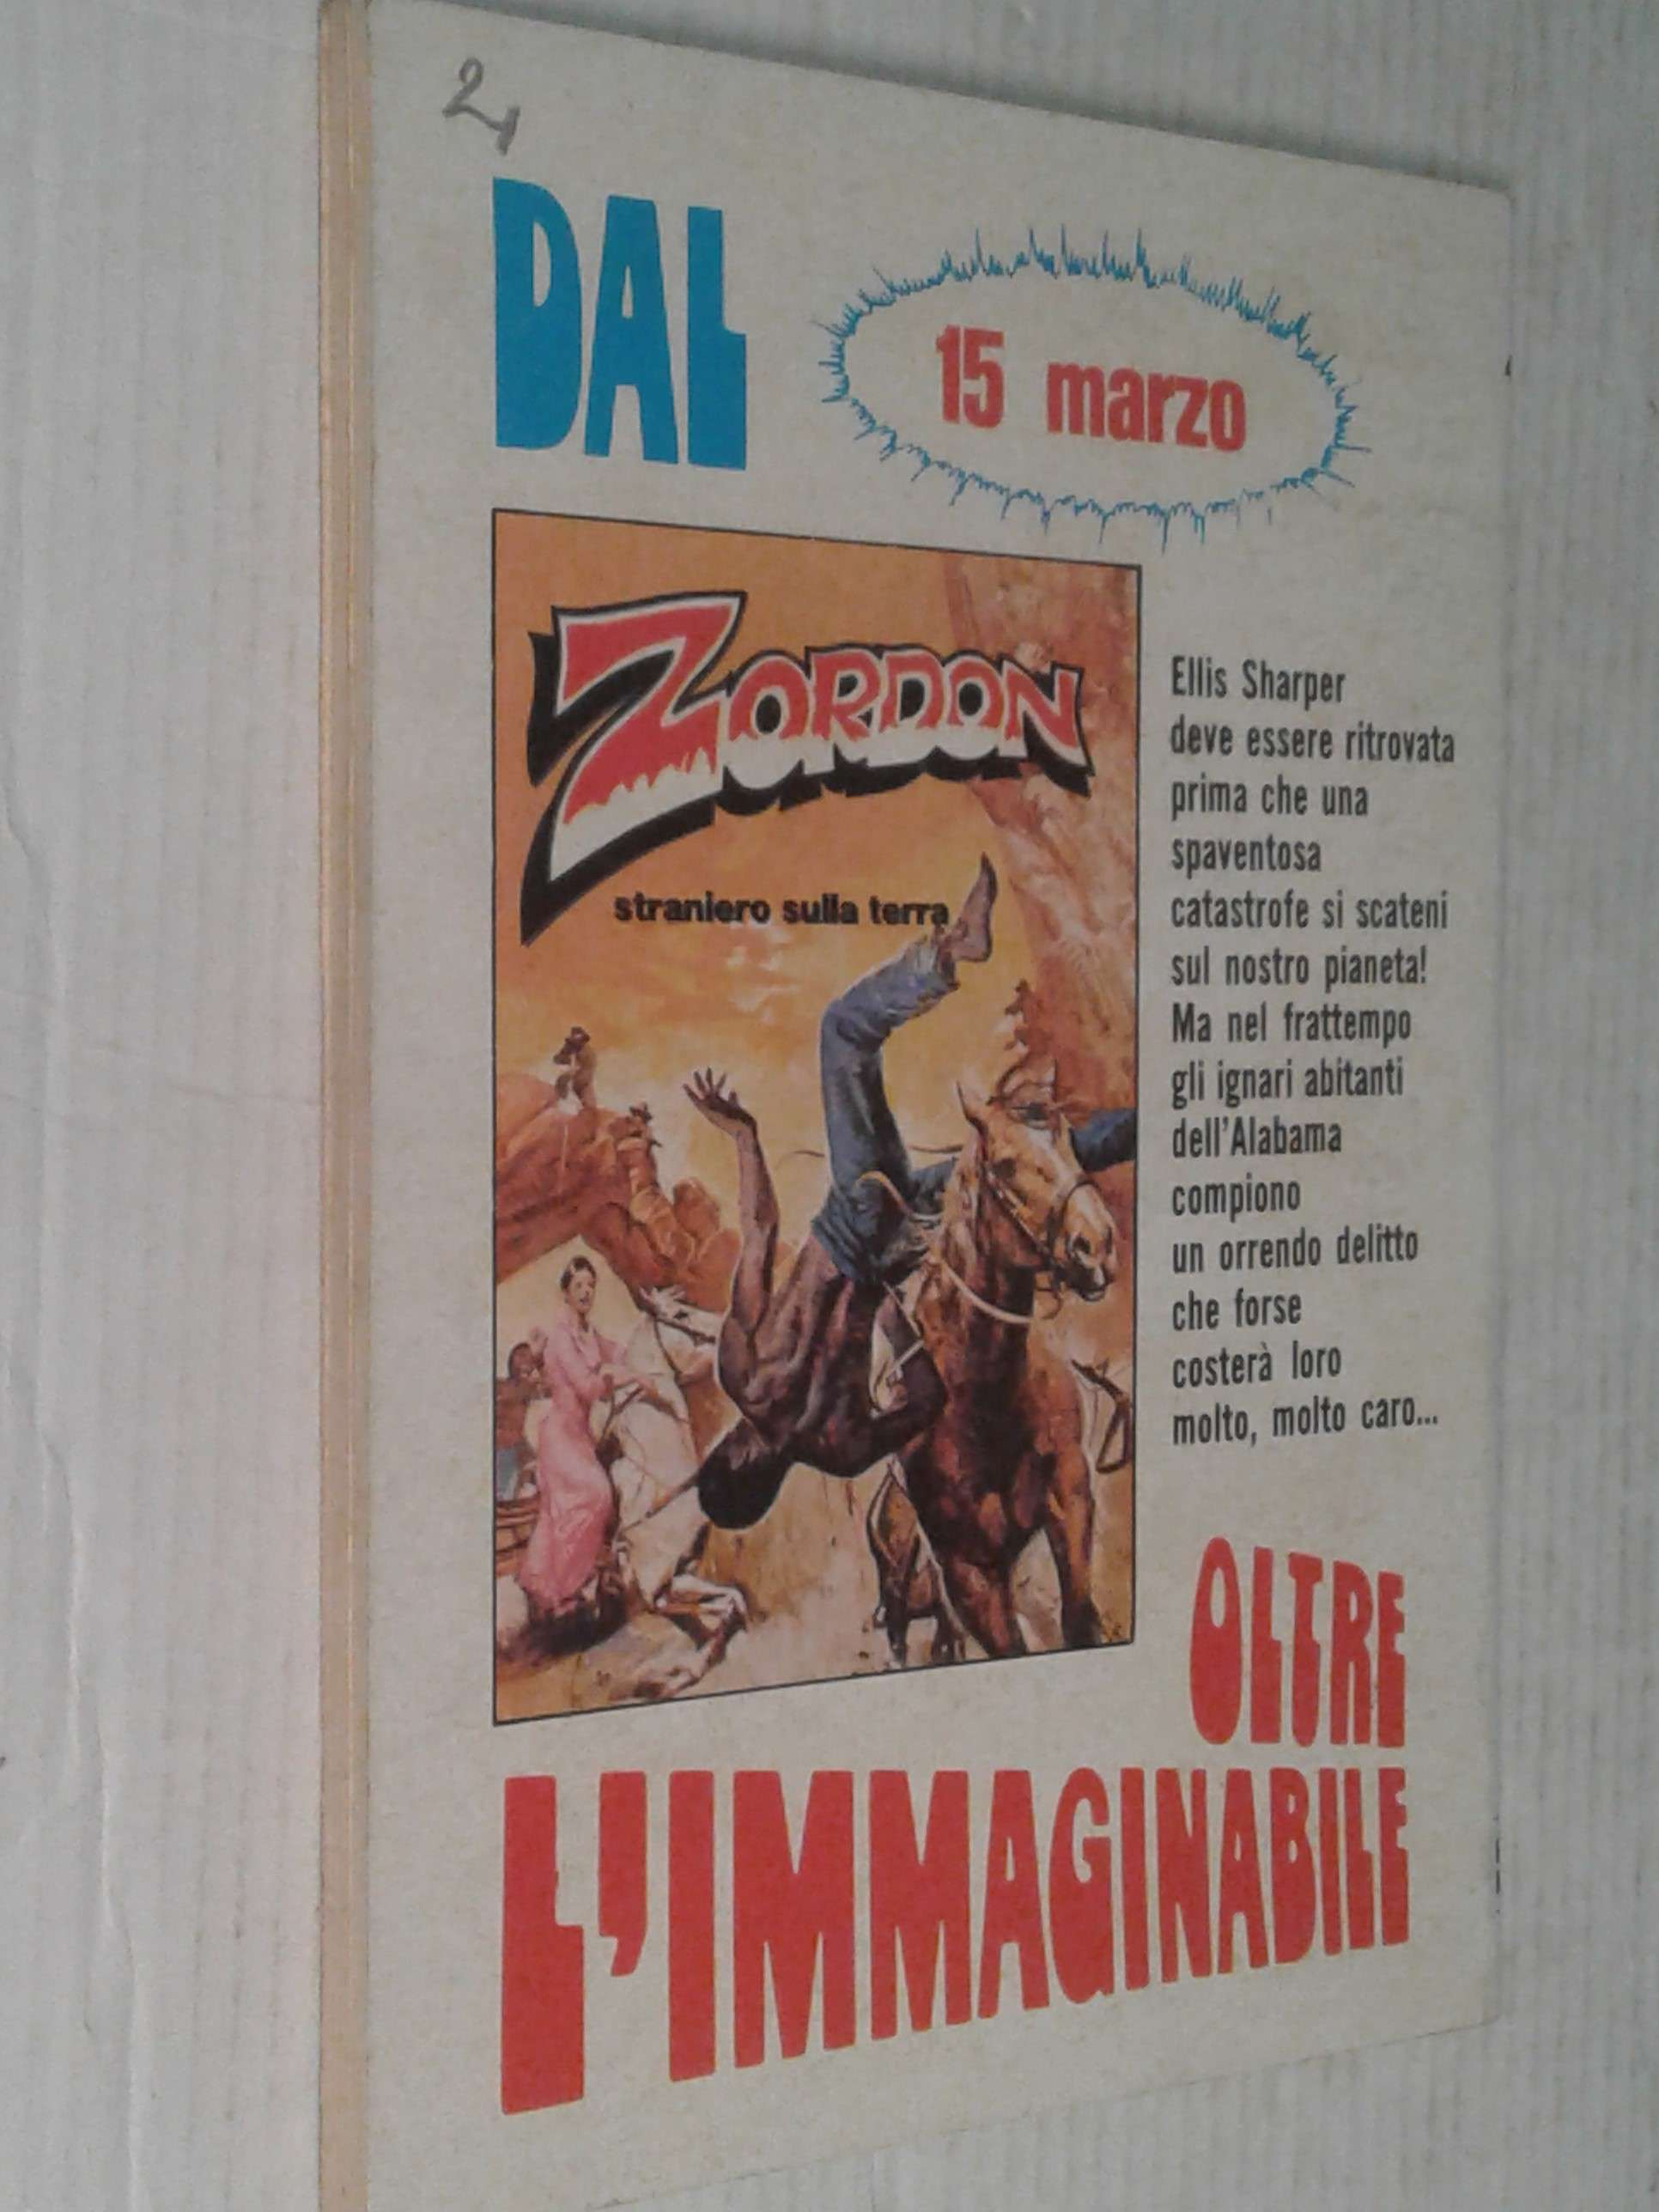 2,
DAL
15 marzo
ZORDON
straniero sulla terra
Ellis Sharper
deve essere ritrovata
prima che una
spaventosa
catastrofe si scateni
sul nostro pianeta!
Ma nel frattempo
gli ignari abitanti
dell'Alabama
compiono
un orrendo delitto
che forse
costerà loro
molto, molto caro...
OLTRE
L'IMMAGINABILE